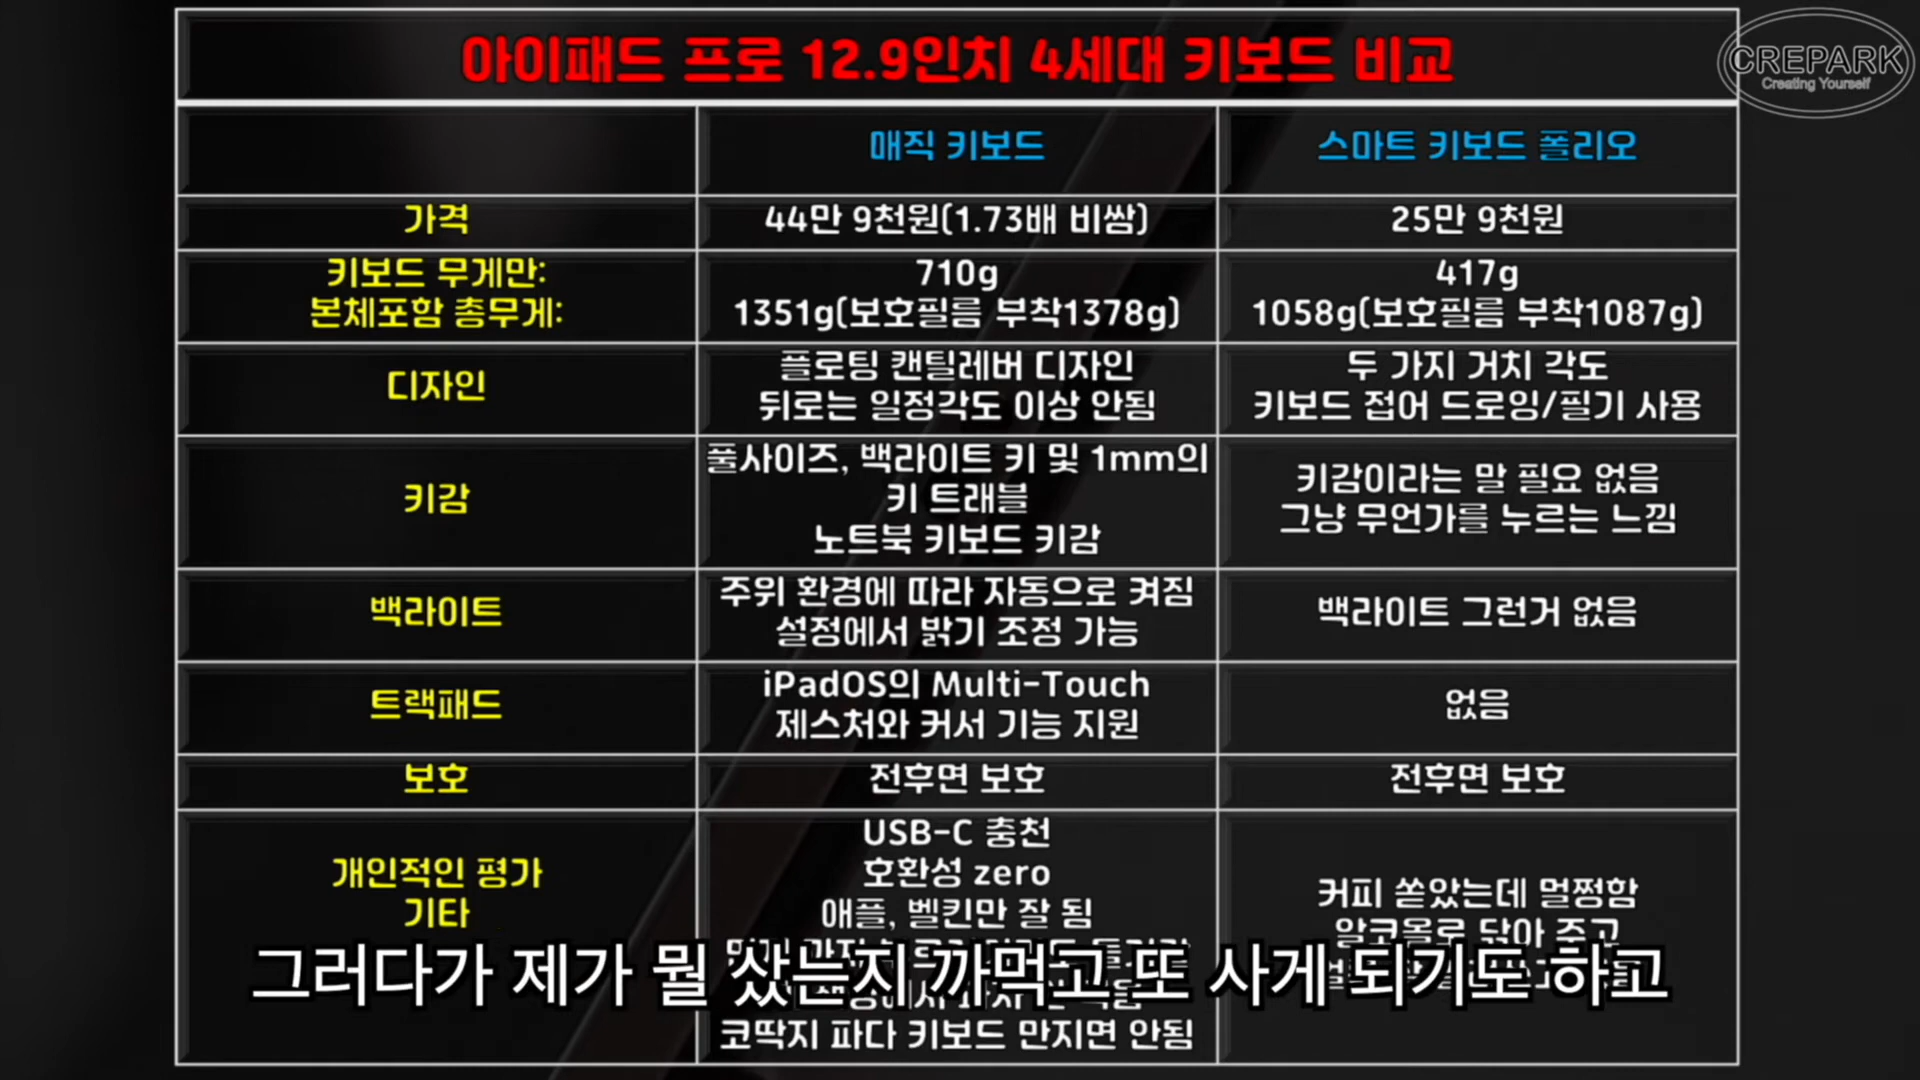 아이패드 프로 12.9인치 4세대 키보드 비교
CREPARK
Creating Yourself
매직 키보드
스마트 키보드 폴리오
가격
44만 9천원(1.73배 비쌈)
25만 9천원
키보드 무게만:
본체포함 총무게:
710g
1351g(보호필름 부착1378g)
417g
1058g(보호필름 부착1087g)
디자인
플로팅 캔틸레버 디자인
뒤로는 일정각도 이상 안됨
두 가지 거치 각도
키보드 접어 드로잉/필기 사용
키감
풀사이즈, 백라이트 키 및 1mm의
키 트래블
노트북 키보드 키감
키감이라는 말 필요 없음
그냥 무언가를 누르는 느낌
백라이트
주위 환경에 따라 자동으로 켜짐
설정에서 밝기 조정 가능
백라이트 그런거 없음
트랙패드
iPadOS의 Multi-Touch
제스처와 커서 기능 지원
없음
보호
전후면 보호
전후면 보호
개인적인 평가
기타
USB-C 충천
호환성 zero
애플, 벨킨만 잘 됨
코딱지 파다 키보드 만지면 안됨
커피 쏟았는데 멀쩡함
알코올로 닦아 주고
그러다가 제가 뭘 샀는지 까먹고 또 사게 되기도 하고